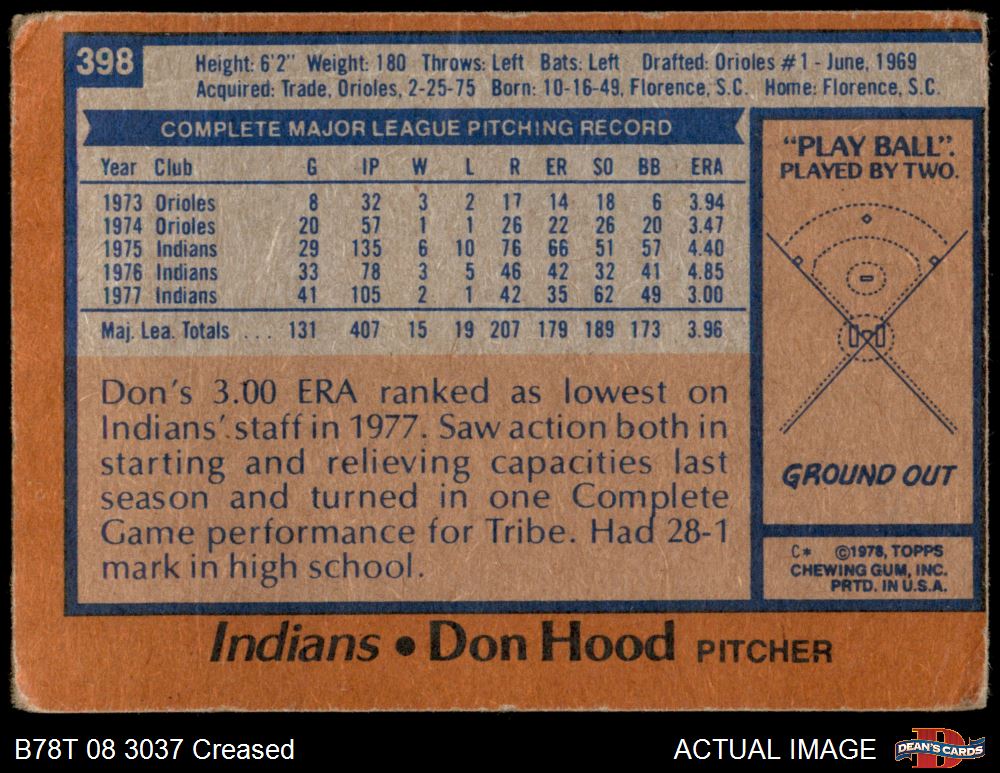 398
Height: 6'2" Weight: 180 Throws: Left Bats: Left Drafted: Orioles #1 - June, 1969
Acquired: Trade, Orioles, 2-25-75 Born: 10-16-49, Florence, S.C. Home: Florence, S.C.
COMPLETE MAJOR LEAGUE PITCHING RECORD
Year Club G IP W L R ER SO BB ERA
1973 Orioles 8 32 3 2 17 14 18 6 3.94
1974 Orioles 20 57 1 1 26 22 26 20 3.47
1975 Indians 29 135 6 10 76 66 51 57 4.40
1976 Indians 33 78 3 5 46 42 32 41 4.85
1977 Indians 41 105 2 1 42 35 62 49 3.00
Maj. Lea. Totals ... 131 407 15 19 207 179 189 173 3.96
Don's 3.00 ERA ranked as lowest on
Indians' staff in 1977. Saw action both in
starting and relieving capacities last
season and turned in one Complete
Game performance for Tribe. Had 28-1
mark in high school.
"PLAY BALL".
PLAYED BY TWO.
GROUND OUT
C* ©1978, TOPPS
CHEWING GUM, INC.
PRTD. IN U.S.A.
Indians • Don Hood PITCHER
B78T 08 3037 Creased
ACTUAL IMAGE
DEAN'S CARDS